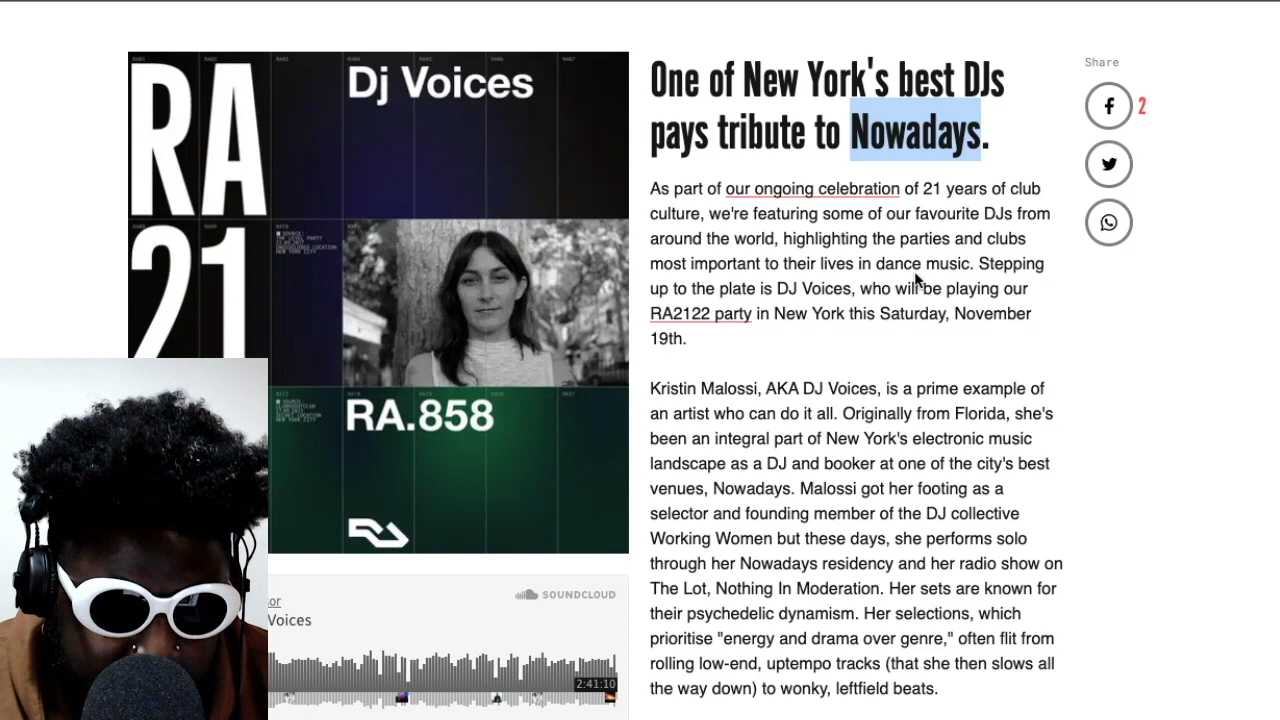 RA
21
Dj Voices
RA.858
SOUNDCLOUD
Voices
2:41:10
One of New York's best DJs
pays tribute to Nowadays.
As part of our ongoing celebration of 21 years of club
culture, we're featuring some of our favourite DJs from
around the world, highlighting the parties and clubs
most important to their lives in dance music. Stepping
up to the plate is DJ Voices, who will be playing our
RA2122 party in New York this Saturday, November
19th.
Kristin Malossi, AKA DJ Voices, is a prime example of
an artist who can do it all. Originally from Florida, she's
been an integral part of New York's electronic music
landscape as a DJ and booker at one of the city's best
venues, Nowadays. Malossi got her footing as a
selector and founding member of the DJ collective
Working Women but these days, she performs solo
through her Nowadays residency and her radio show on
The Lot, Nothing In Moderation. Her sets are known for
their psychedelic dynamism. Her selections, which
prioritise "energy and drama over genre," often flit from
rolling low-end, uptempo tracks (that she then slows all
the way down) to wonky, leftfield beats.
Share
2